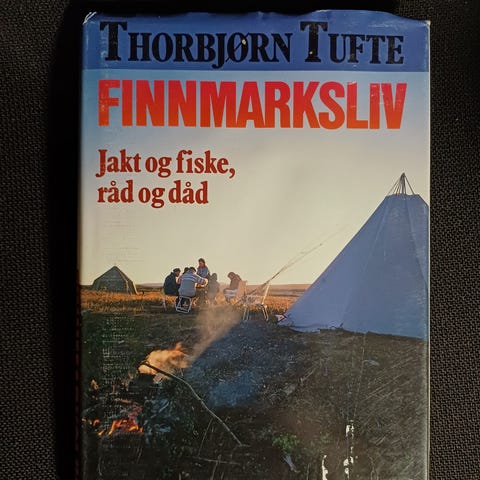 THORBJØRN TUFTE
FINNMARKSLIV
Jakt og fiske,
råd og dåd